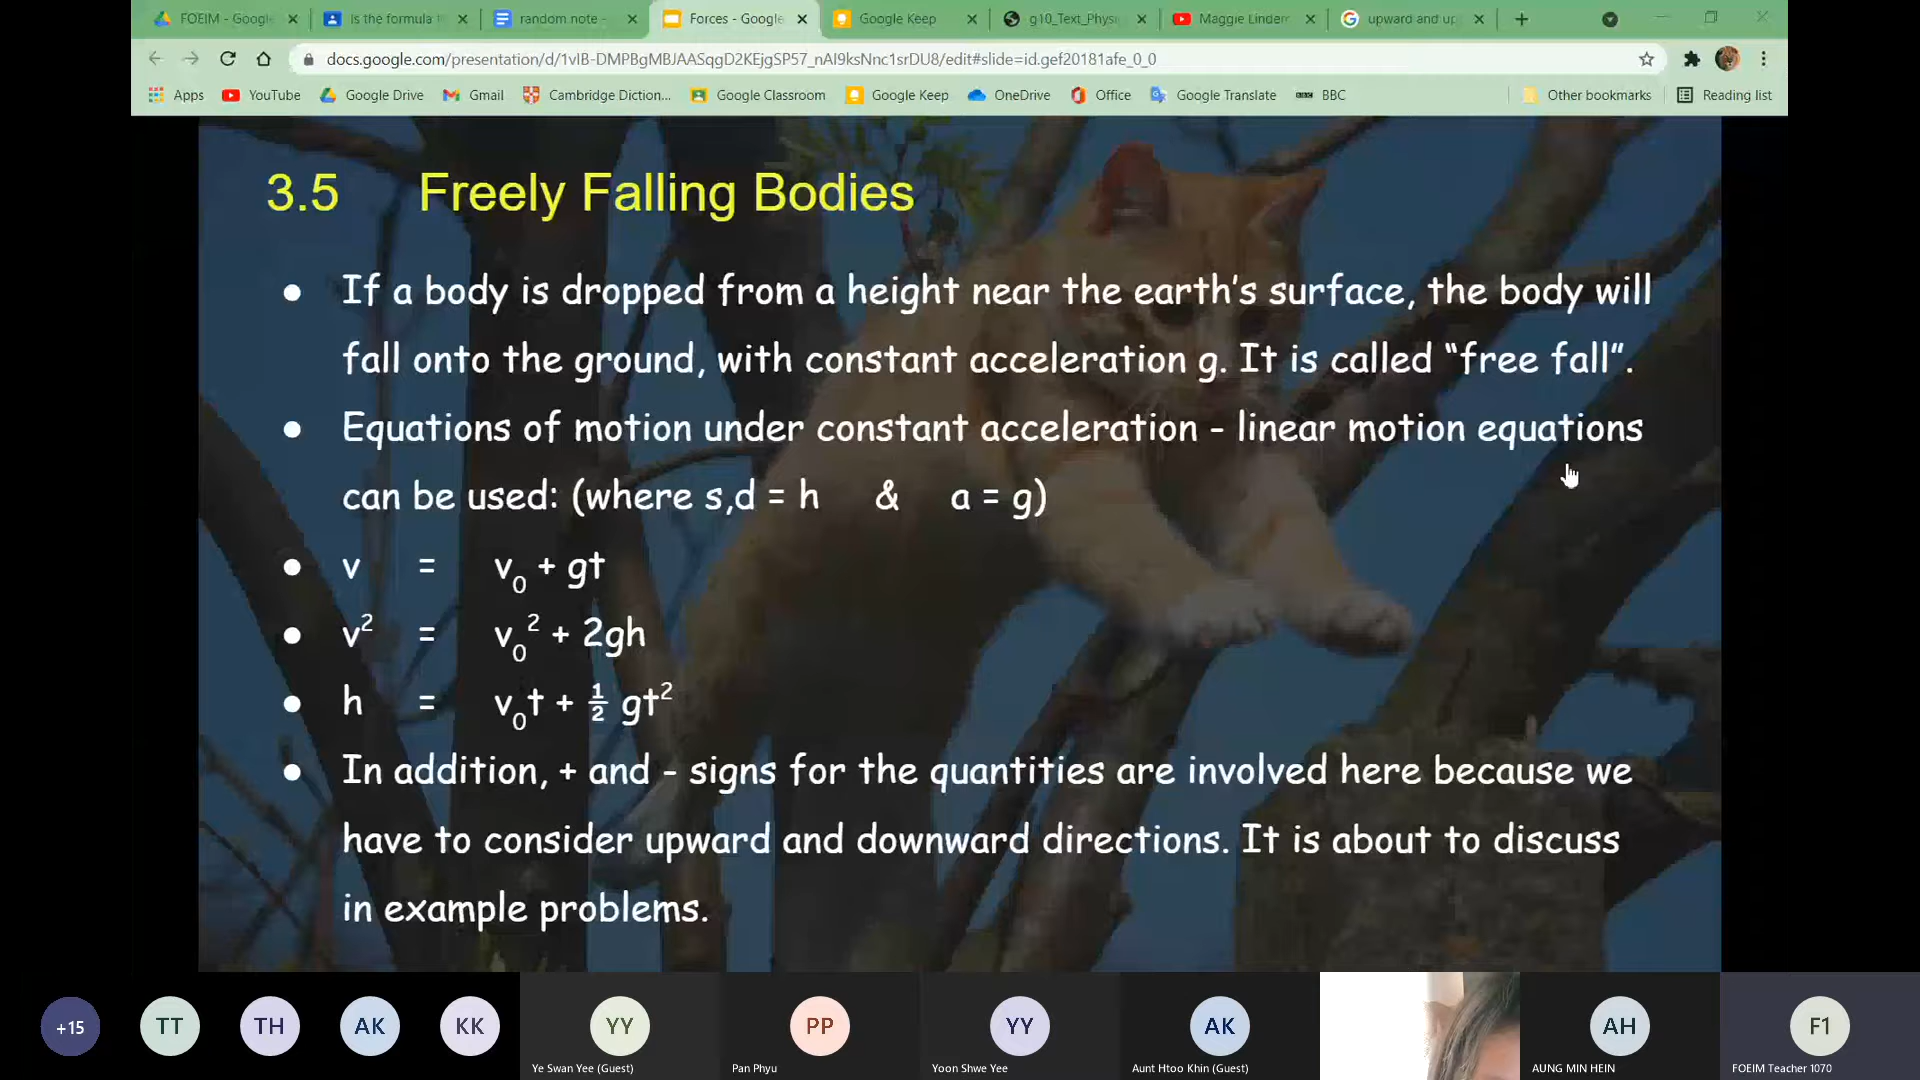 FOEIM - Google
Is the formula
random note -
Forces - Google
Google Keep
g10_Text_Physi
Maggie Lindem
upward and up
docs.google.com/presentation/d/1vIB-DMPBgMBJAASqgD2KEjgSP57_nAI9ksNnc1srDU8/edit#slide=id.gef20181afe_0_0
Apps
YouTube
Google Drive
Gmail
Cambridge Diction...
Google Classroom
Google Keep
OneDrive
Office
Google Translate
BBC
Other bookmarks
Reading list
3.5 Freely Falling Bodies
● If a body is dropped from a height near the earth's surface, the body will
fall onto the ground, with constant acceleration g. It is called “free fall”.
● Equations of motion under constant acceleration - linear motion equations
can be used: (where s,d = h & a = g)
● v = v₀ + gt
● v² = v₀² + 2gh
● h = v₀t + ½ gt²
● In addition, + and - signs for the quantities are involved here because we
have to consider upward and downward directions. It is about to discuss
in example problems.
+15
TT
TH
AK
KK
YY
PP
YY
AK
AH
F1
Ye Swan Yee (Guest)
Pan Phyu
Yoon Shwe Yee
Aunt Htoo Khin (Guest)
AUNG MIN HEIN
FOEIM Teacher 1070